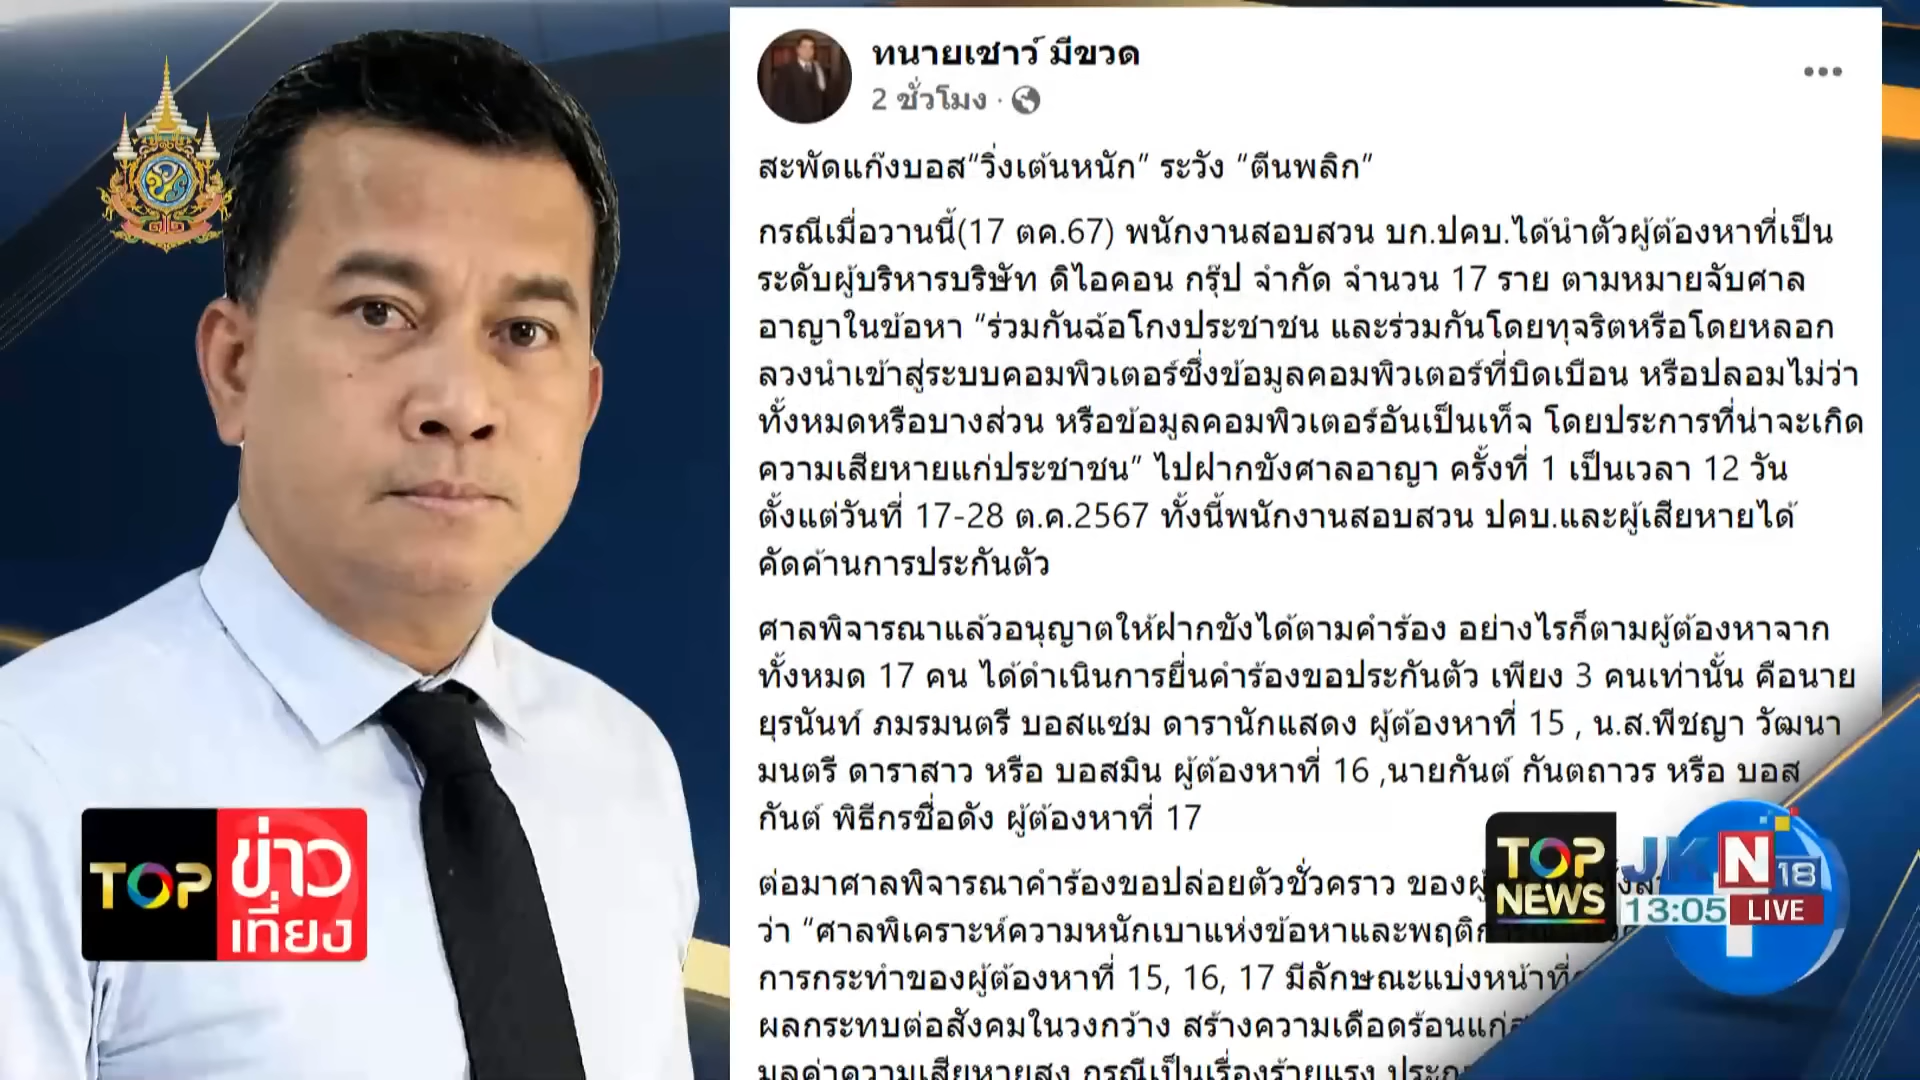 ทนายเชาว์ มีขวด
2 ชั่วโมง ·
สะพัดแก๊งบอส“วิ่งเต้นหนัก” ระวัง “ตีนพลิก”
กรณีเมื่อวานนี้(17 ตค.67) พนักงานสอบสวน บก.ปคบ.ได้นำตัวผู้ต้องหาที่เป็น
ระดับผู้บริหารบริษัท ดิไอคอน กรุ๊ป จำกัด จำนวน 17 ราย ตามหมายจับศาล
อาญาในข้อหา “ร่วมกันฉ้อโกงประชาชน และร่วมกันโดยทุจริตหรือโดยหลอก
ลวงนำเข้าสู่ระบบคอมพิวเตอร์ซึ่งข้อมูลคอมพิวเตอร์ที่บิดเบือน หรือปลอมไม่ว่า
ทั้งหมดหรือบางส่วน หรือข้อมูลคอมพิวเตอร์อันเป็นเท็จ โดยประการที่น่าจะเกิด
ความเสียหายแก่ประชาชน” ไปฝากขังศาลอาญา ครั้งที่ 1 เป็นเวลา 12 วัน
ตั้งแต่วันที่ 17-28 ต.ค.2567 ทั้งนี้พนักงานสอบสวน ปคบ.และผู้เสียหายได้
คัดค้านการประกันตัว
ศาลพิจารณาแล้วอนุญาตให้ฝากขังได้ตามคำร้อง อย่างไรก็ตามผู้ต้องหาจาก
ทั้งหมด 17 คน ได้ดำเนินการยื่นคำร้องขอประกันตัว เพียง 3 คนเท่านั้น คือนาย
ยุรนันท์ ภมรมนตรี บอสแซม ดารานักแสดง ผู้ต้องหาที่ 15 , น.ส.พีชญา วัฒนา
มนตรี ดาราสาว หรือ บอสมิน ผู้ต้องหาที่ 16 ,นายกันต์ กันตถาวร หรือ บอส
กันต์ พิธีกรชื่อดัง ผู้ต้องหาที่ 17
ต่อมาศาลพิจารณาคำร้องขอปล่อยตัวชั่วคราว
ว่า “ศาลพิเคราะห์ความหนักเบาแห่งข้อหาและ
การกระทำของผู้ต้องหาที่ 15, 16, 17 มีลักษณะแบ่งหน้าที่
ผลกระทบต่อสังคมในวงกว้าง สร้างความเดือดร้อนแก่
มูลค่าความเสียหายสูง กรณีเป็นเรื่องร้ายแรง
TOP ข่าว
เที่ยง
TOP
NEWS
JKN 18
13:05 LIVE